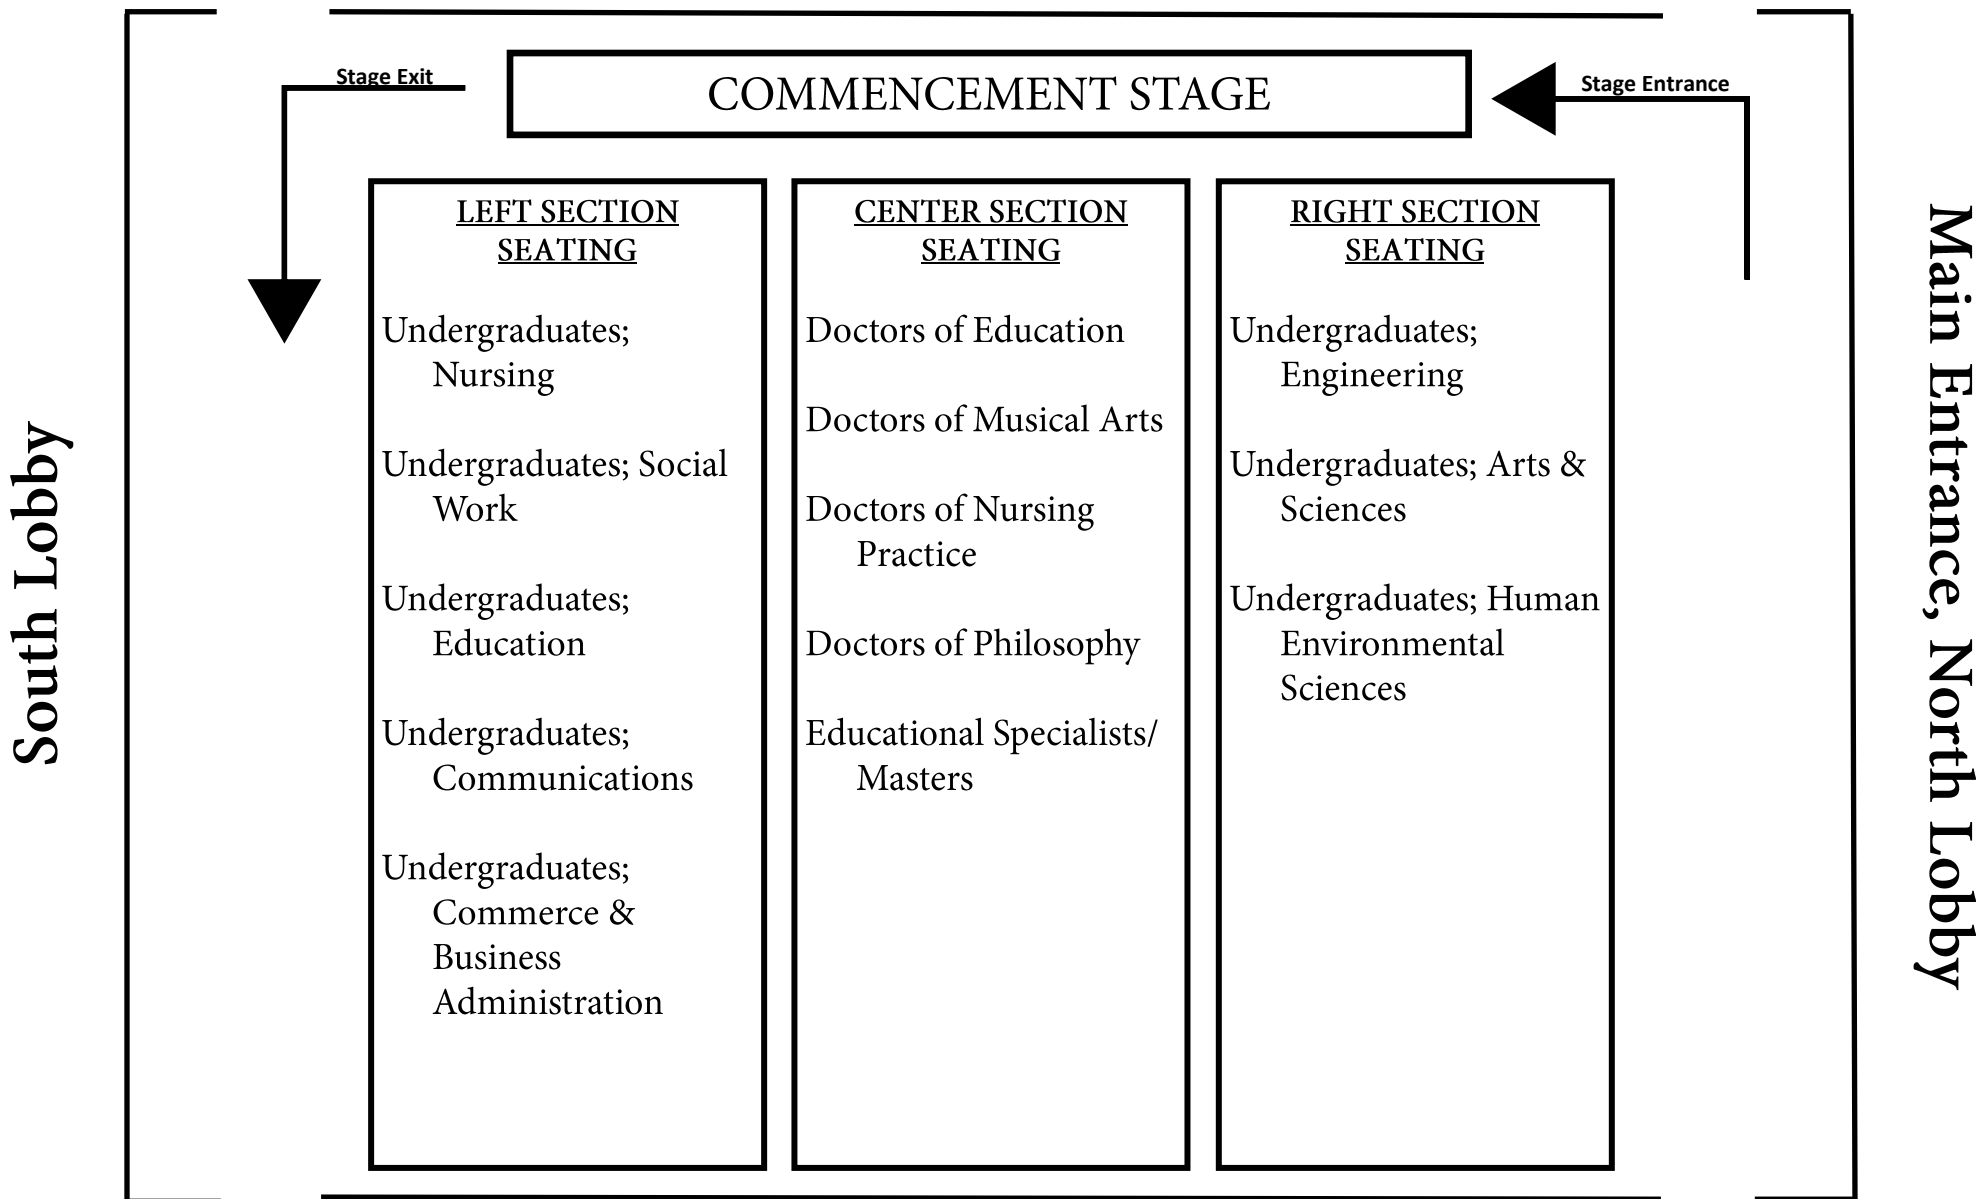 Stage Exit
COMMENCEMENT STAGE
Stage Entrance
LEFT SECTION
SEATING
Undergraduates;
Nursing
Undergraduates; Social
Work
Undergraduates;
Education
Undergraduates;
Communications
Undergraduates;
Commerce &
Business
Administration
CENTER SECTION
SEATING
Doctors of Education
Doctors of Musical Arts
Doctors of Nursing
Practice
Doctors of Philosophy
Educational Specialists/
Masters
RIGHT SECTION
SEATING
Undergraduates;
Engineering
Undergraduates; Arts &
Sciences
Undergraduates; Human
Environmental
Sciences
South Lobby
Main Entrance, North Lobby